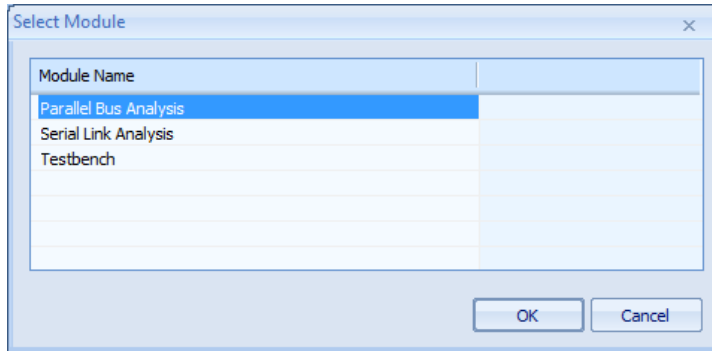 Select Module
Module Name
Parallel Bus Analysis
Serial Link Analysis
Testbench
OK Cancel